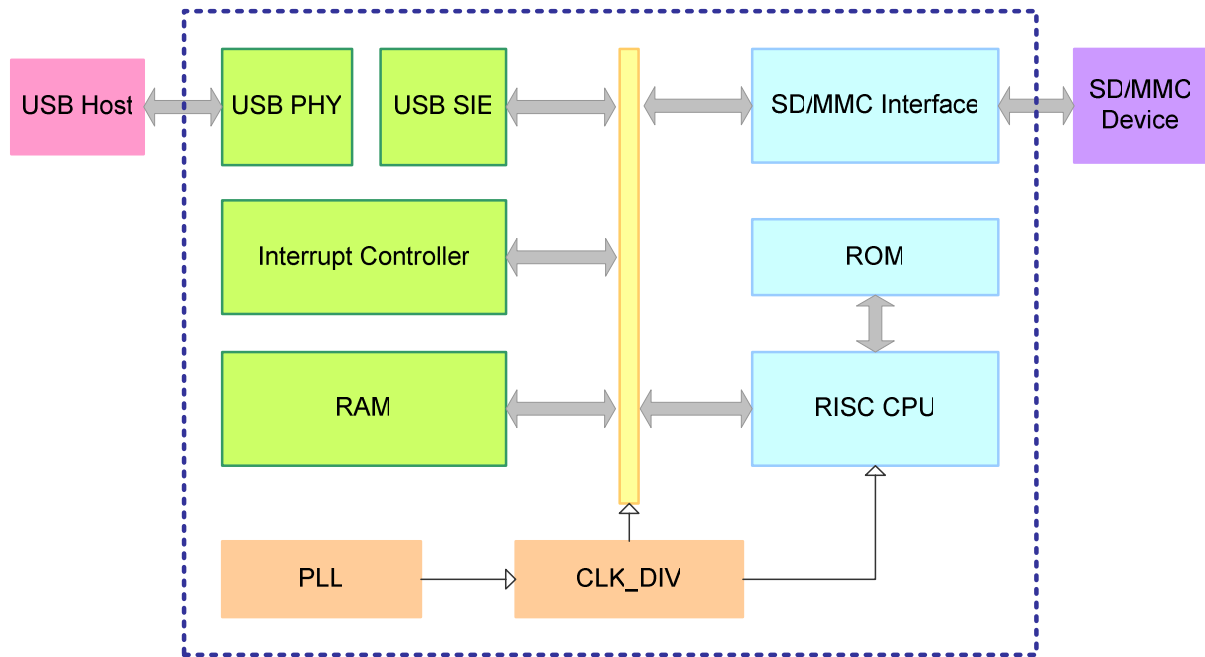 USB Host
USB PHY
USB SIE
SD/MMC Interface
SD/MMC
Device
Interrupt Controller
ROM
RAM
RISC CPU
PLL
CLK_DIV